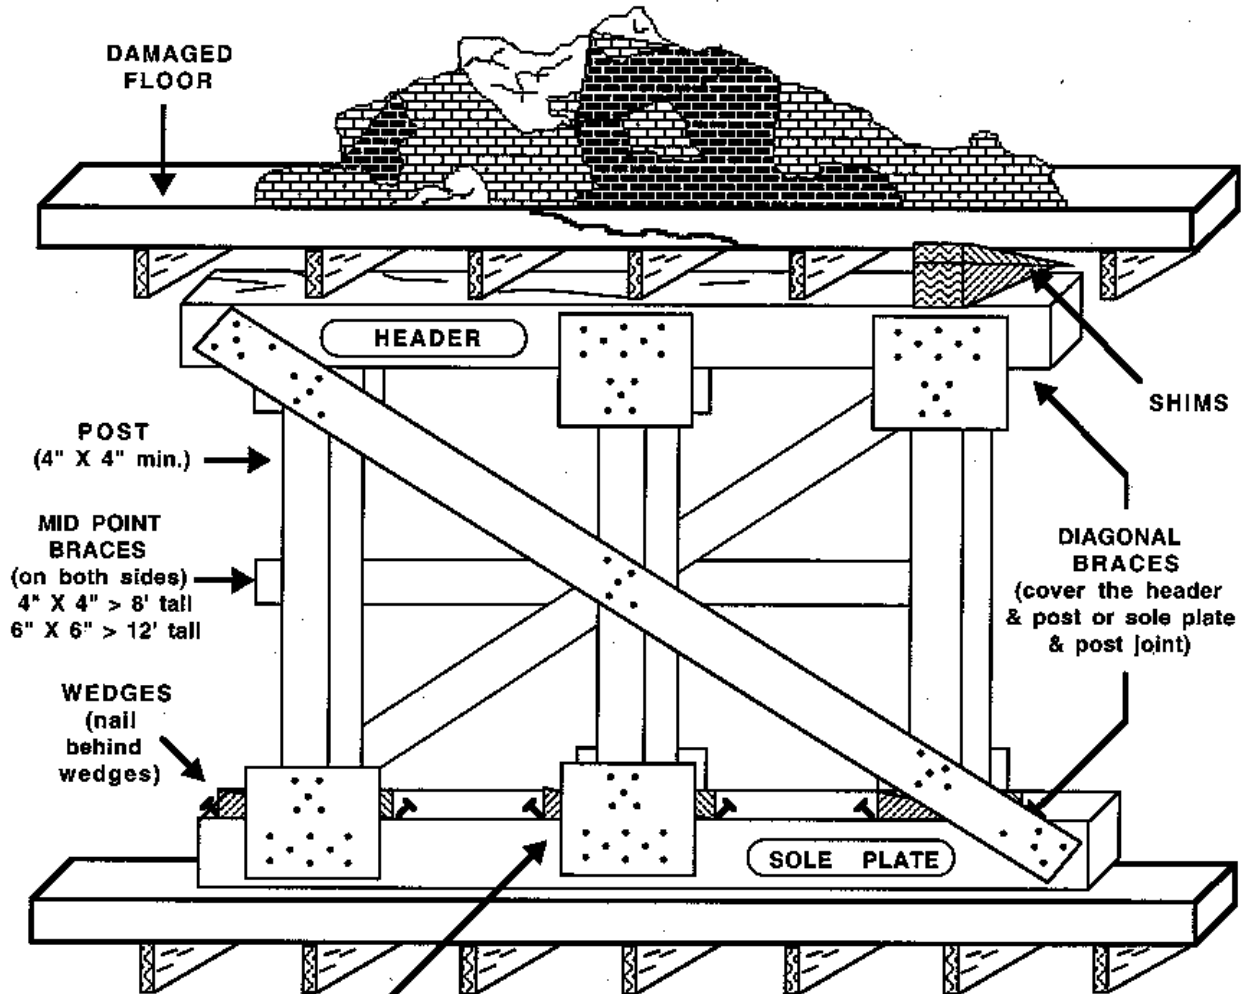 DAMAGED
FLOOR
HEADER
SHIMS
POST
(4" X 4" min.)
MID POINT
BRACES
(on both sides)
4" X 4" > 8' tall
6" X 6" > 12' tall
DIAGONAL
BRACES
(cover the header
& post or sole plate
& post joint)
WEDGES
(nail
behind
wedges)
SOLE PLATE